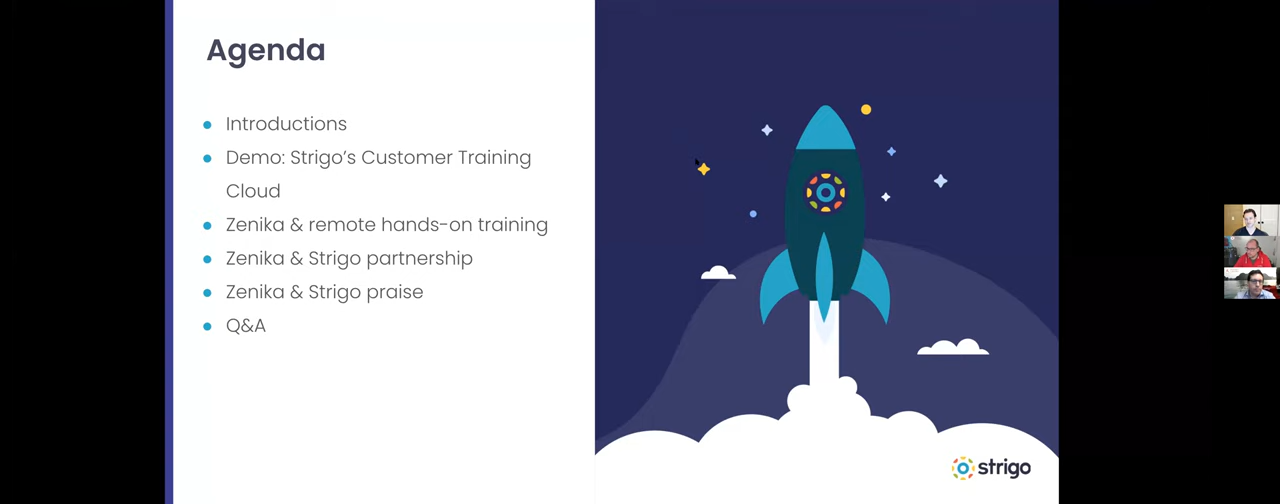 Agenda
Introductions
Demo: Strigo's Customer Training
Cloud
Zenika & remote hands-on training
Zenika & Strigo partnership
Zenika & Strigo praise
Q&A
strigo